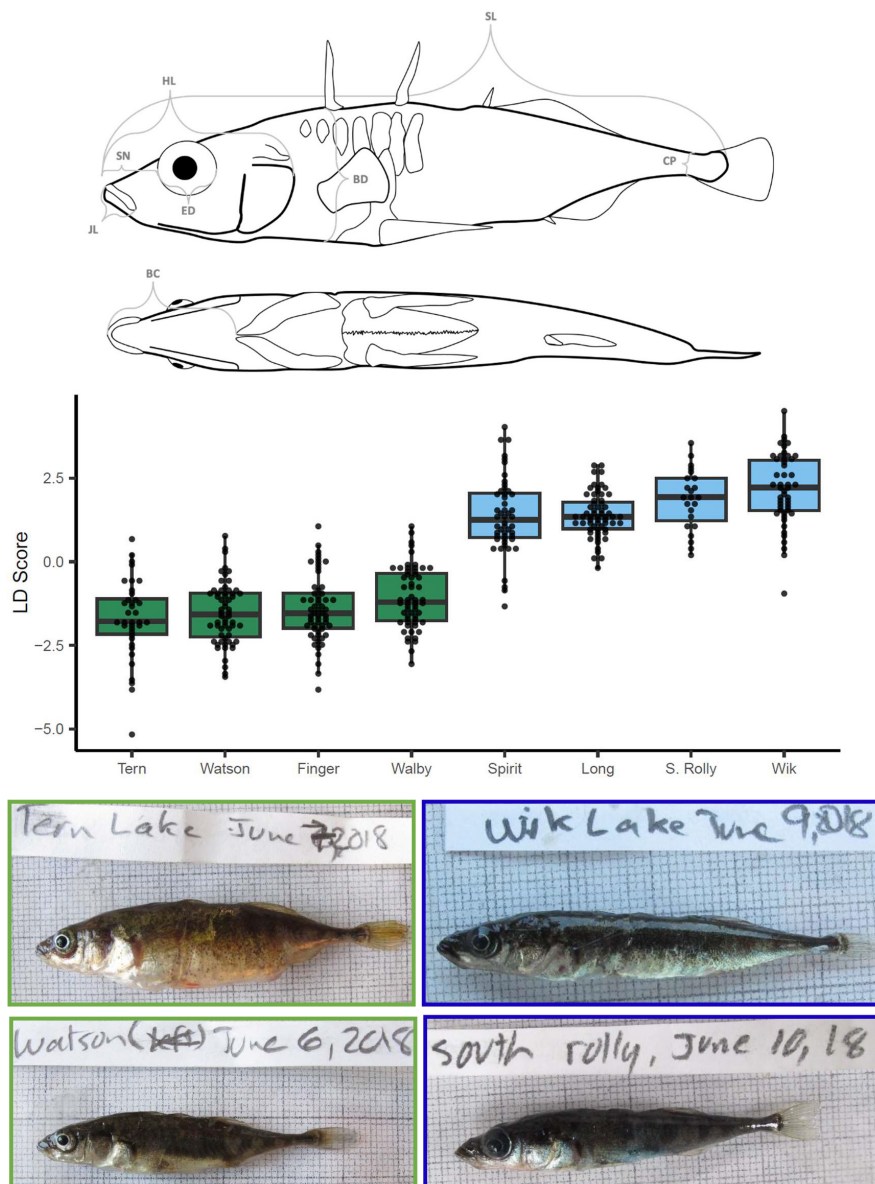 SL
HL
SN
CP
BD
ED
JL
BC
LD Score
2.5
0.0
−2.5
−5.0
Tern Watson Finger Walby Spirit Long S. Rolly Wik
Tern Lake June 7, 2018
Wik Lake June 9, 2018
Watson (left) June 6, 2018
South rolly, June 10, 18